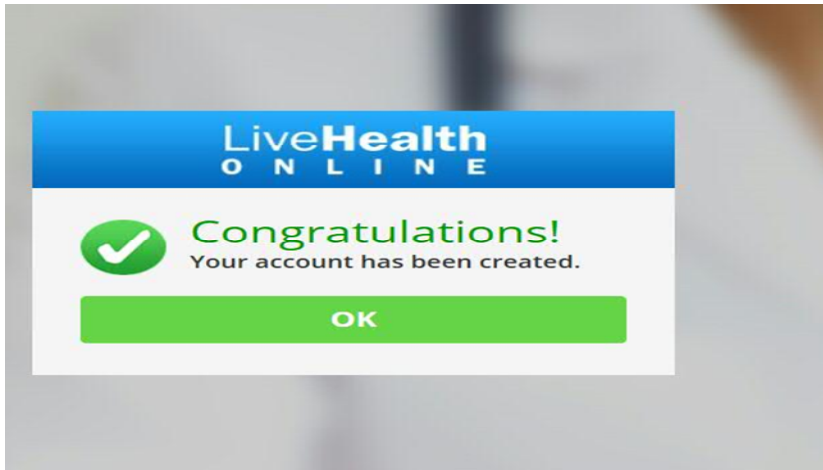 LiveHealth
ONLINE
Congratulations!
Your account has been created.
OK